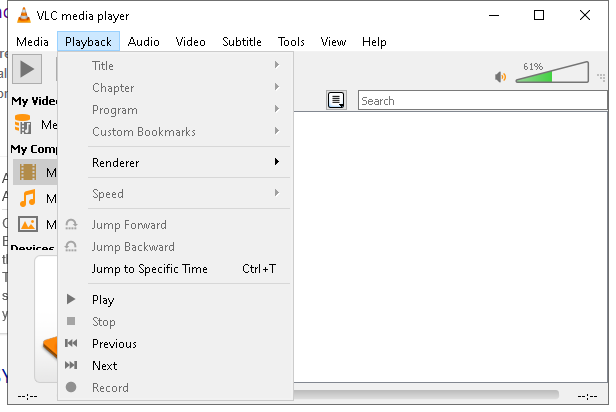 VLC media player
Media Playback Audio Video Subtitle Tools View Help
61%
Search
My Vide
Me
My Comp
M
M
M
Devices
Title
Chapter
Program
Custom Bookmarks
Renderer
Speed
Jump Forward
Jump Backward
Jump to Specific Time Ctrl+T
Play
Stop
Previous
Next
Record
--:-- --:--